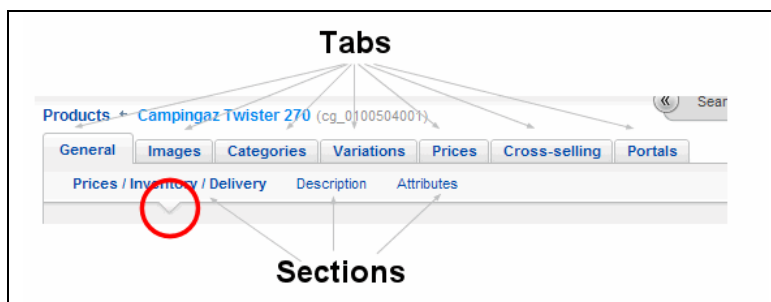 Tabs
Products Campingaz Twister 270 (cg_0100504001) Sear
General Images Categories Variations Prices Cross-selling Portals
Prices / Inventory / Delivery Description Attributes
Sections